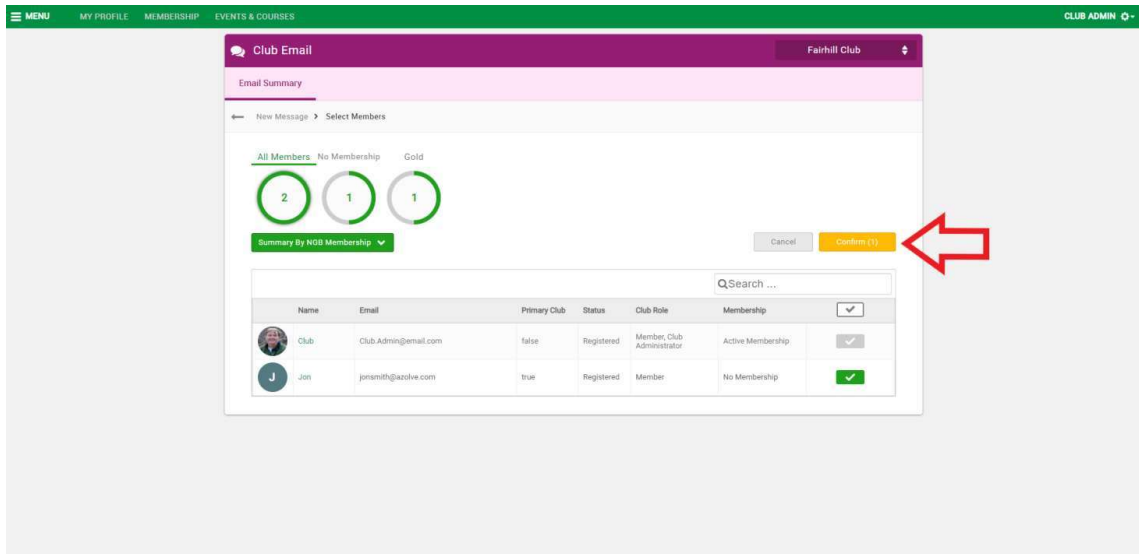 MENU MY PROFILE MEMBERSHIP EVENTS & COURSES CLUB ADMIN
Club Email Fairhill Club
Email Summary
New Message > Select Members
All Members No Membership Gold
2 1 1
Summary By NGB Membership Cancel Confirm (1)
Search ...
Name Email Primary Club Status Club Role Membership
Club Club.Admin@email.com false Registered Member, Club Administrator Active Membership
J Jon jonsmith@azolve.com true Registered Member No Membership